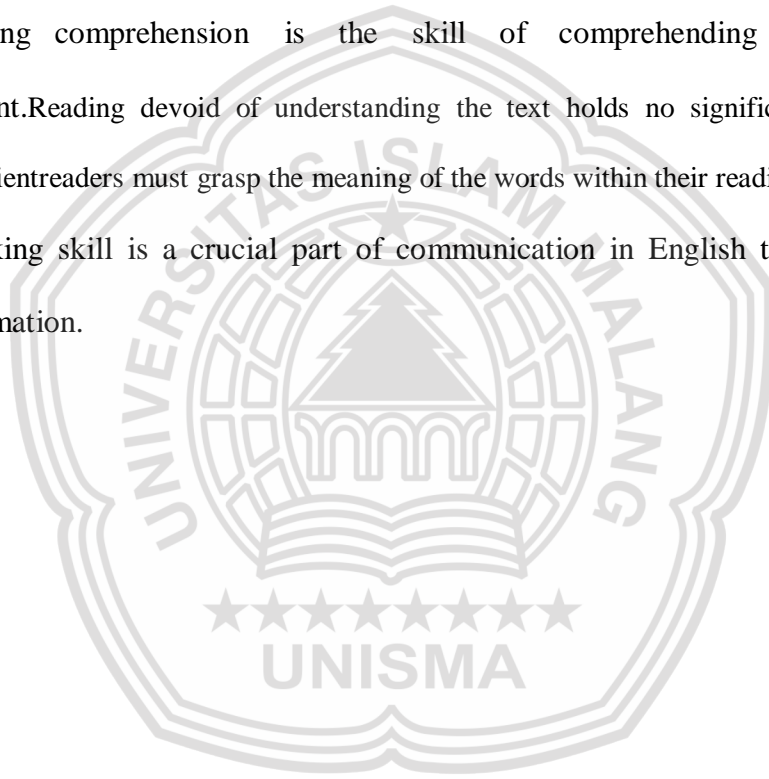 ng comprehension is the skill of comprehending
nt.Reading devoid of understanding the text holds no signific
ientreaders must grasp the meaning of the words within their readi
king skill is a crucial part of communication in English t
mation.
UNIVERSITAS ISLAM MALANG
UNISMA